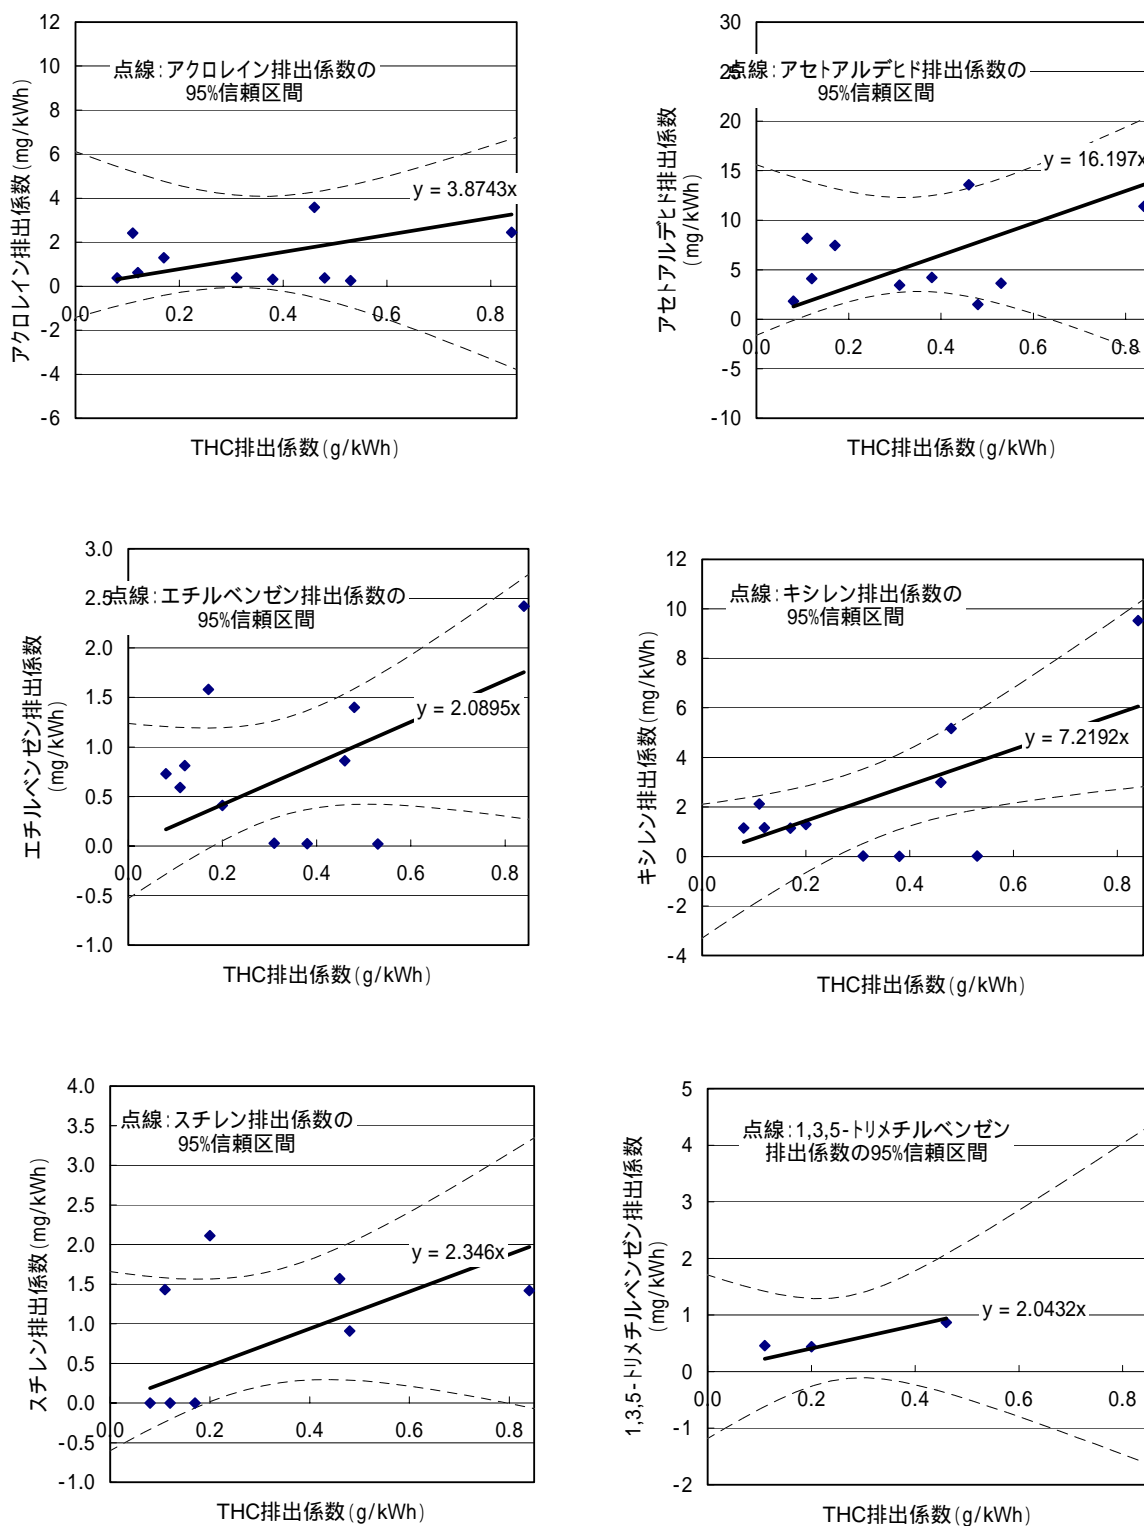 12
10
8
6
4
2
0
-2
-4
-6
アクロレイン排出係数(mg/kWh)
点線:アクロレイン排出係数の
95%信頼区間
y = 3.8743x
0.0
0.2
0.4
0.6
0.8
THC排出係数(g/kWh)
30
25
20
15
10
5
0
-5
-10
アセトアルデヒド排出係数
(mg/kWh)
点線:アセトアルデヒド排出係数の
95%信頼区間
y = 16.197x
0.0
0.2
0.4
0.6
0.8
THC排出係数(g/kWh)
3.0
2.5
2.0
1.5
1.0
0.5
0.0
-0.5
-1.0
エチルベンゼン排出係数
(mg/kWh)
点線:エチルベンゼン排出係数の
95%信頼区間
y = 2.0895x
0.0
0.2
0.4
0.6
0.8
THC排出係数(g/kWh)
12
10
8
6
4
2
0
-2
-4
キシレン排出係数(mg/kWh)
点線:キシレン排出係数の
95%信頼区間
y = 7.2192x
0.0
0.2
0.4
0.6
0.8
THC排出係数(g/kWh)
4.0
3.5
3.0
2.5
2.0
1.5
1.0
0.5
0.0
-0.5
-1.0
スチレン排出係数(mg/kWh)
点線:スチレン排出係数の
95%信頼区間
y = 2.346x
0.0
0.2
0.4
0.6
0.8
THC排出係数(g/kWh)
5
4
3
2
1
0
-1
-2
1,3,5-トリメチルベンゼン排出係数
(mg/kWh)
点線:1,3,5-トリメチルベンゼン
排出係数の95%信頼区間
y = 2.0432x
0.0
0.2
0.4
0.6
0.8
THC排出係数(g/kWh)